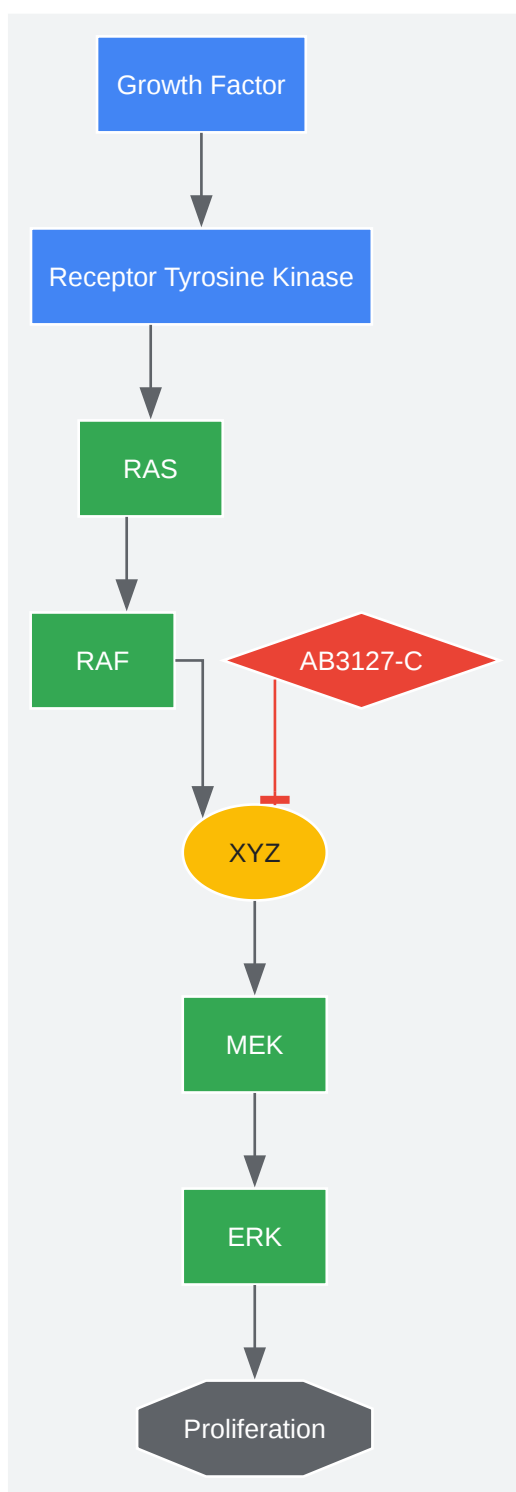 Growth Factor
Receptor Tyrosine Kinase
RAS
RAF
AB3127-C
XYZ
MEK
ERK
Proliferation